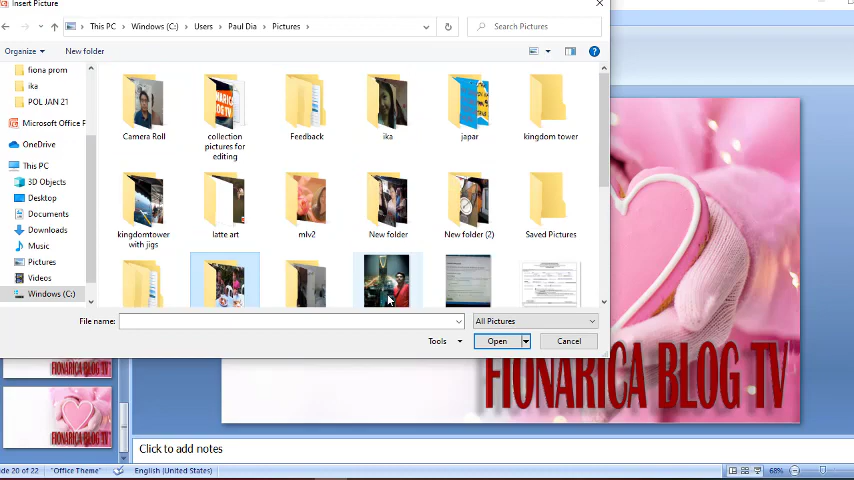 Insert Picture
This PC > Windows (C:) > Users > Paul Dia > Pictures >
Search Pictures
Organize
New folder
fiona prom
ika
POL JAN 21
Microsoft Office P
OneDrive
This PC
3D Objects
Desktop
Documents
Downloads
Music
Pictures
Videos
Windows (C:)
Camera Roll
collection pictures for editing
Feedback
ika
japar
kingdom tower
kingdomtower with jigs
latte art
mlv2
New folder
New folder (2)
Saved Pictures
File name:
All Pictures
Tools
Open
Cancel
FIONARICA BLOG TV
FIONARICA BLOG TV
Click to add notes
lide 20 of 22
"Office Theme"
English (United States)
68%